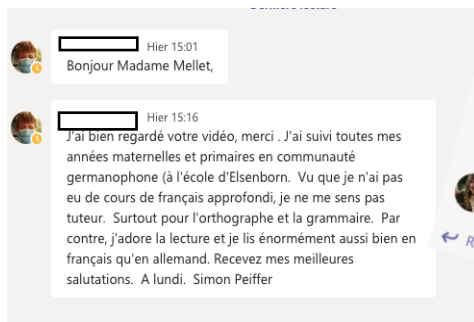 Hier 15:01
Bonjour Madame Mellet,
Hier 15:16
J'ai bien regardé votre vidéo, merci . J'ai suivi toutes mes
années maternelles et primaires en communauté
germanophone (à l'école d'Elsenborn. Vu que je n'ai pas
eu de cours de français approfondi, je ne me sens pas
tuteur. Surtout pour l'orthographe et la grammaire. Par
contre, j'adore la lecture et je lis énormément aussi bien en
français qu'en allemand. Recevez mes meilleures
salutations. A lundi. Simon Peiffer
R